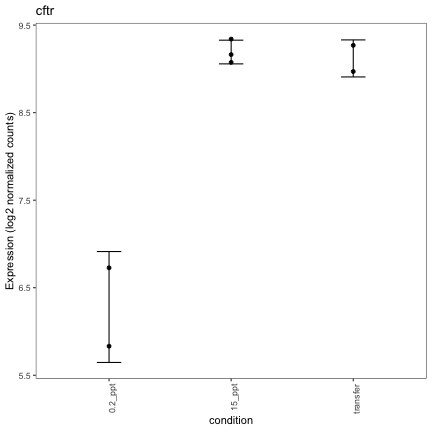 cftr
Expression (log2 normalized counts)
9.5
8.5
7.5
6.5
5.5
0.2_ppt
15_ppt
transfer
condition